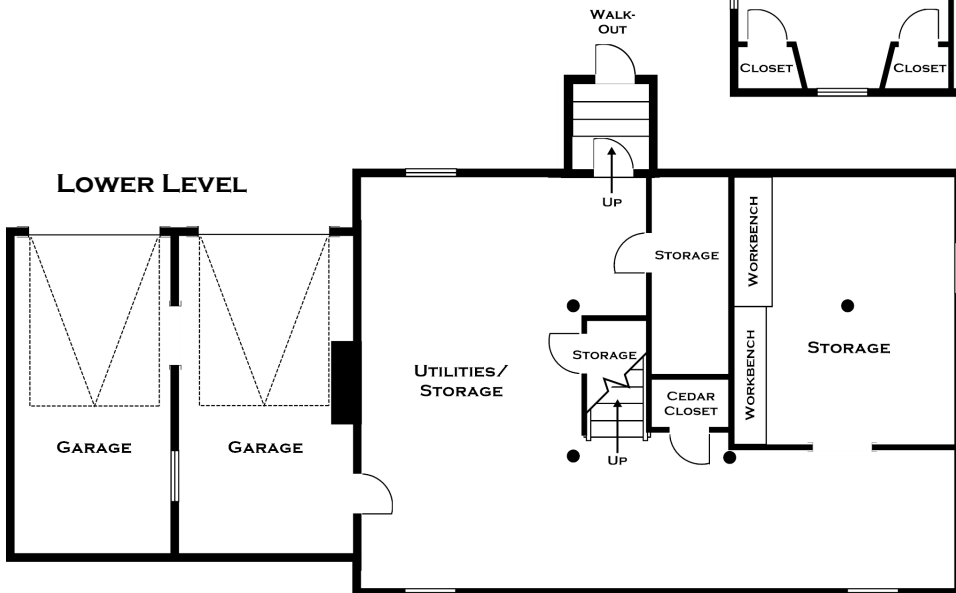 WALK-
OUT
CLOSET
CLOSET
LOWER LEVEL
UP
STORAGE
WORKBENCH
STORAGE
WORKBENCH
STORAGE
UTILITIES/
STORAGE
CEDAR
CLOSET
GARAGE
GARAGE
UP